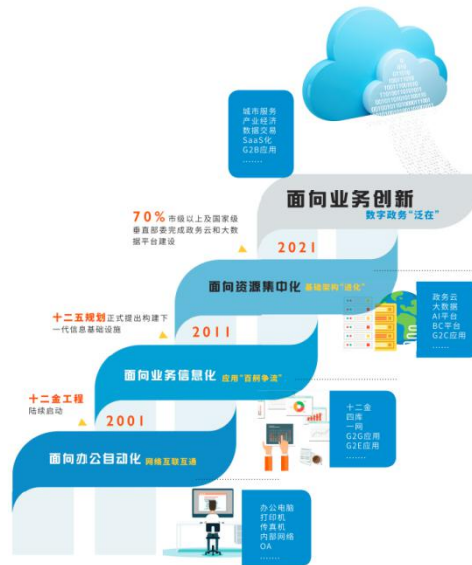 城市服务
产业经济
数据交易
SaaS化
G2B应用
.......
面向业务创新
数字政务“泛在”
70%市级以上及国家级
垂直部委完成政务云和大数
据平台建设
2021
面向资源集中化 基础架构“进化”
政务云
大数据
AI平台
BC平台
G2C应用
.......
十二五规划正式提出构建下
一代信息基础设施
2011
面向业务信息化 应用“百舸争流”
十二金
四库
一网
G2G应用
G2E应用
.......
十二金工程
陆续启动
2001
面向办公自动化 网络互联互通
办公电脑
打印机
传真机
内部网络
OA
.......